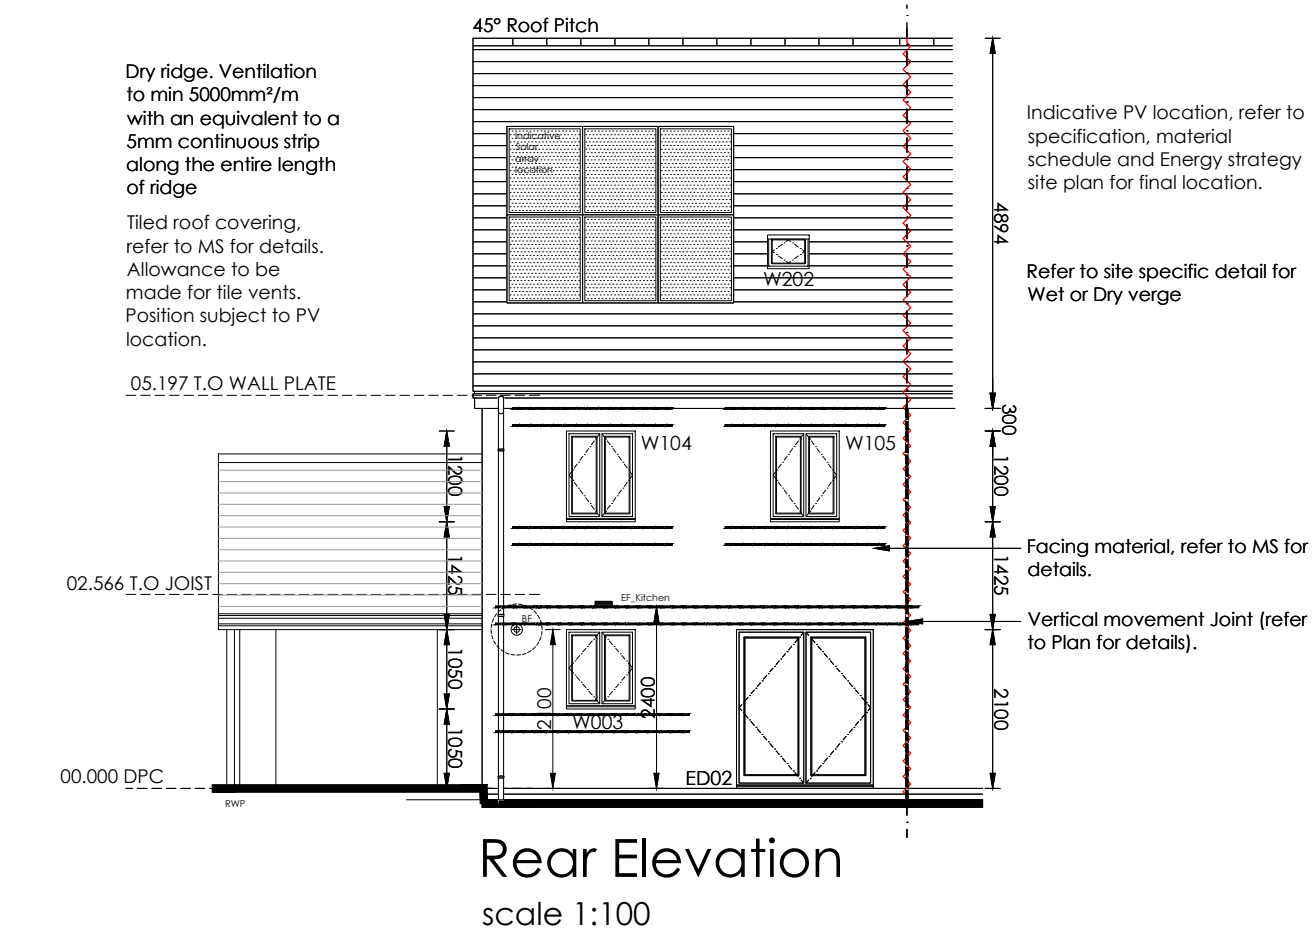 45° Roof Pitch
Dry ridge. Ventilation
to min 5000mm²/m
with an equivalent to a
5mm continuous strip
along the entire length
of ridge
Tiled roof covering,
refer to MS for details.
Allowance to be
made for tile vents.
Position subject to PV
location.
05.197 T.O WALL PLATE
02.566 T.O JOIST
00.000 DPC
RWP
Indicative
Solar
array
location
W202
W104
W105
EF_Kitchen
BF
W003
ED02
1200
1425
1050
1050
2100
2400
4894
300
1200
1425
2100
Indicative PV location, refer to
specification, material
schedule and Energy strategy
site plan for final location.
Refer to site specific detail for
Wet or Dry verge
Facing material, refer to MS for
details.
Vertical movement Joint (refer
to Plan for details).
Rear Elevation
scale 1:100